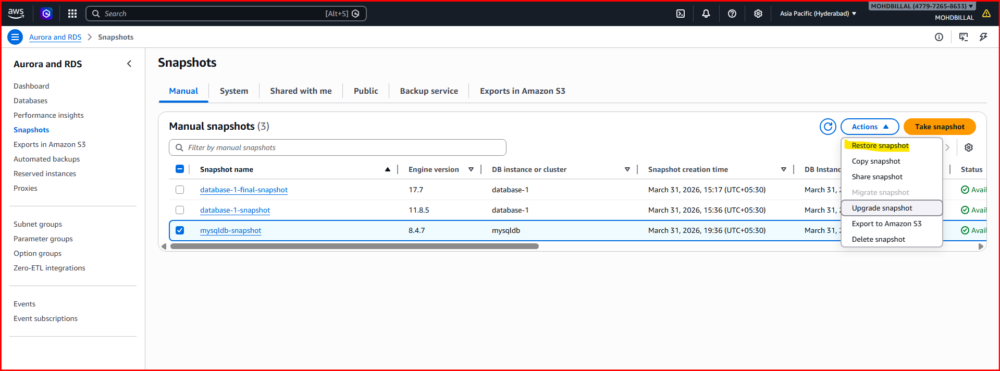 aws
Search [Alt+S]
Asia Pacific (Hyderabad)
MOHDBILLAL (4779-7265-8633)
MOHDBILLAL
Aurora and RDS > Snapshots
Aurora and RDS
Dashboard
Databases
Performance insights
Snapshots
Exports in Amazon S3
Automated backups
Reserved instances
Proxies
Subnet groups
Parameter groups
Option groups
Zero-ETL integrations
Events
Event subscriptions
Snapshots
Manual System Shared with me Public Backup service Exports in Amazon S3
Manual snapshots (3)
Actions Take snapshot
Filter by manual snapshots
Snapshot name Engine version DB instance or cluster Snapshot creation time DB Instanc Status
database-1-final-snapshot 17.7 database-1 March 31, 2026, 15:17 (UTC+05:30) March 31, Avail
database-1-snapshot 11.8.5 database-1 March 31, 2026, 15:36 (UTC+05:30) March 31, Avail
mysqldb-snapshot 8.4.7 mysqldb March 31, 2026, 19:36 (UTC+05:30) March 31, Avail
Restore snapshot
Copy snapshot
Share snapshot
Migrate snapshot
Upgrade snapshot
Export to Amazon S3
Delete snapshot